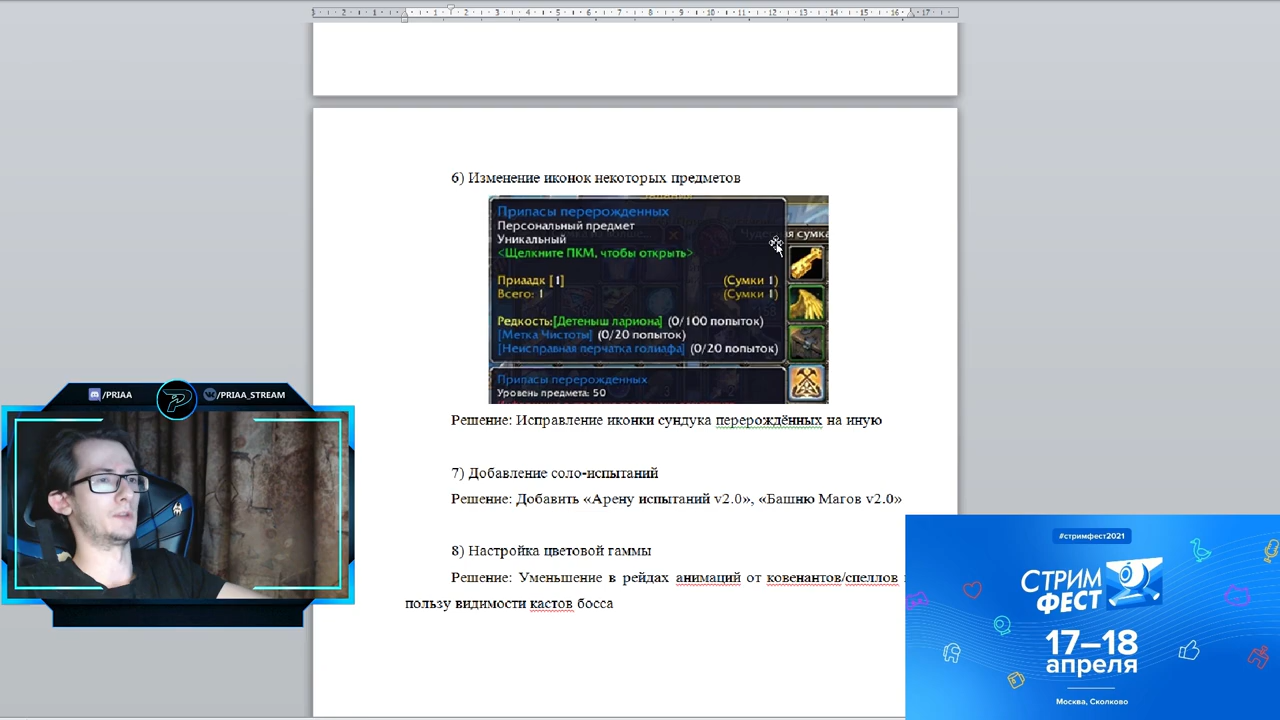 6) Изменение иконок некоторых предметов
Припасы перерожденных
Персональный предмет
Уникальный
<Щелкните ПКМ, чтобы открыть>
Приаадк [1] (Сумки 1)
Всего: 1 (Сумки 1)
Редкость:[Детеныш лариона] (0/100 попыток)
[Метка Чистоты] (0/20 попыток)
[Неисправная перчатка голиафа] (0/20 попыток)
ая сумка
Припасы перерожденных
Уровень предмета: 50
Решение: Исправление иконки сундука перерождённых на иную
7) Добавление соло-испытаний
Решение: Добавить «Арену испытаний v2.0», «Башню Магов v2.0»
8) Настройка цветовой гаммы
Решение: Уменьшение в рейдах анимаций от ковенантов/спеллов
пользу видимости кастов босса
/PRIAA
/PRIAA_STREAM
#стримфест2021
СТРИМ
ФЕСТ
17–18
апреля
Москва, Сколково